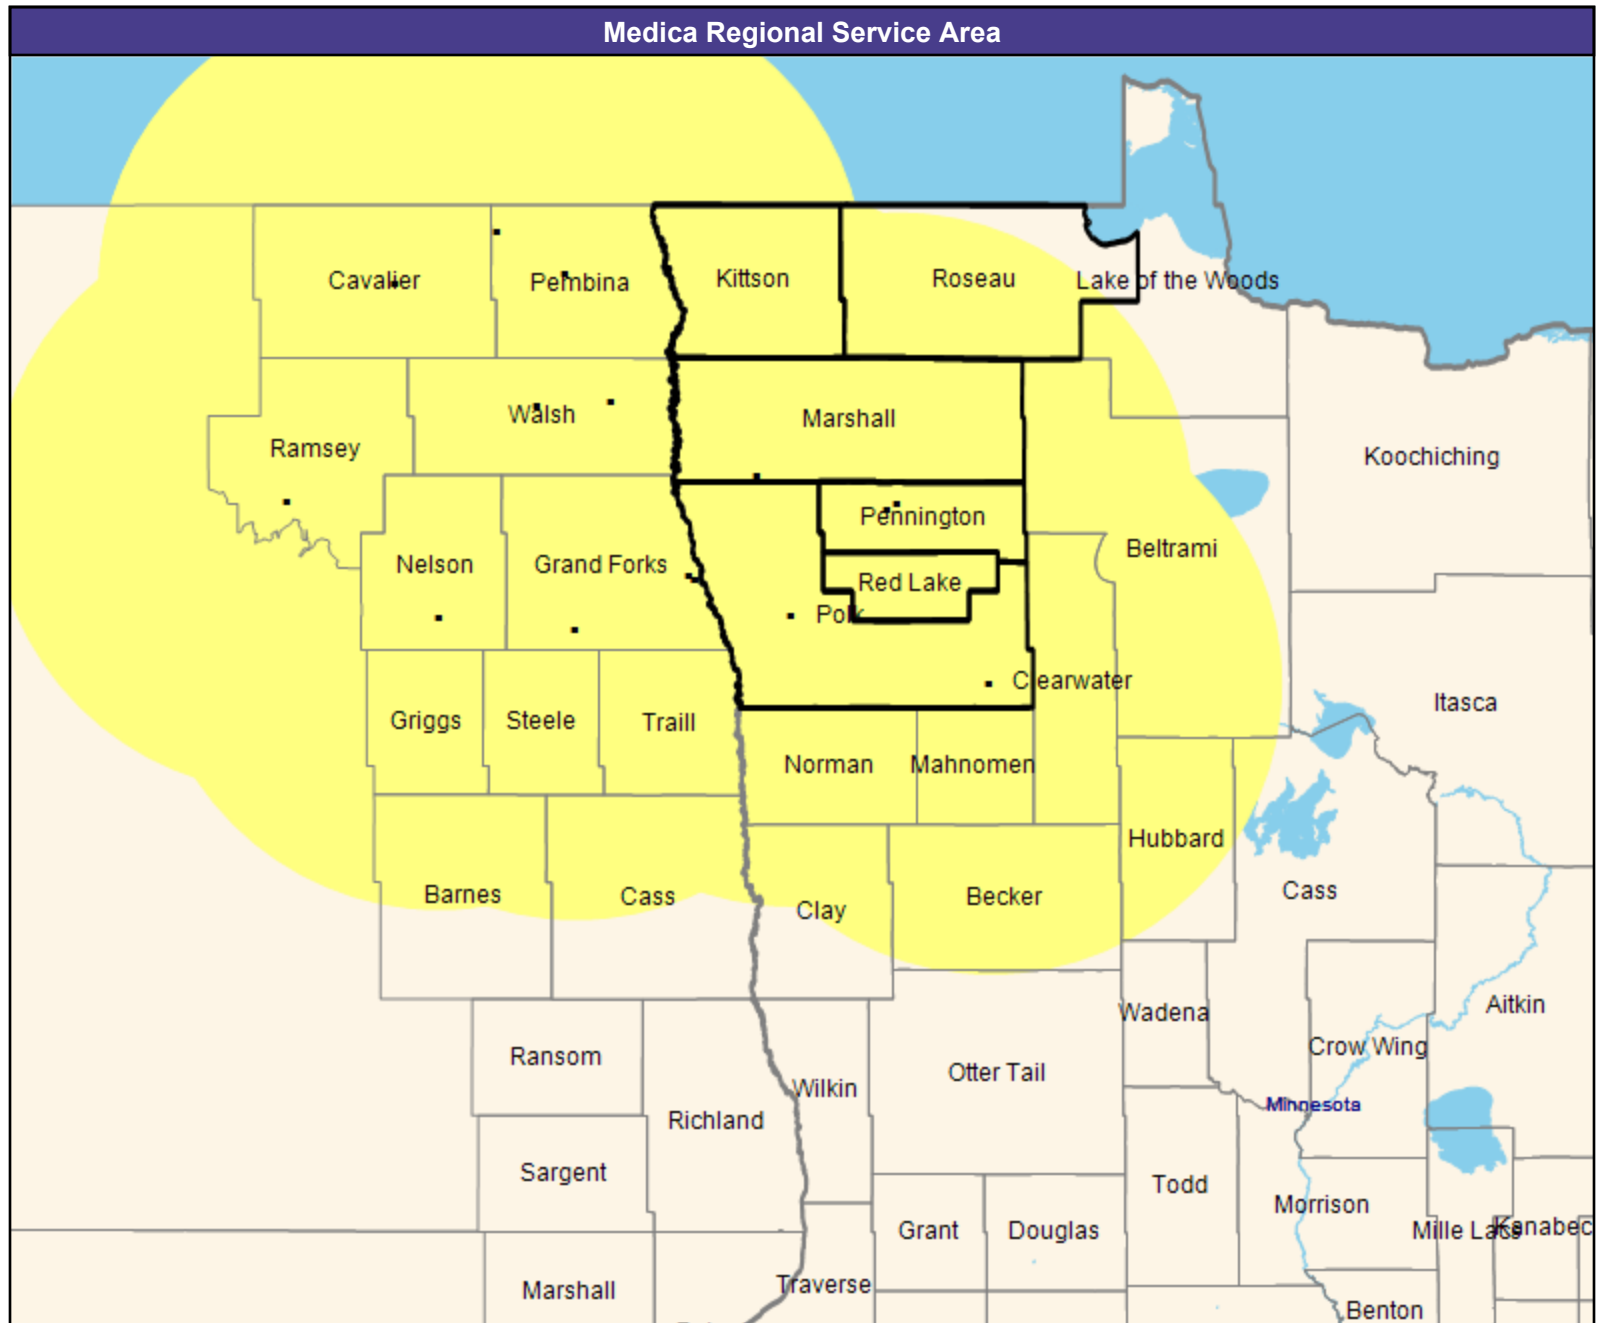 Medica Regional Service Area
Cavalier
Pembina
Kittson
Roseau
Lake of the Woods
Walsh
Marshall
Ramsey
Koochiching
Pennington
Beltrami
Nelson
Grand Forks
Red Lake
Polk
Clearwater
Itasca
Griggs
Steele
Traill
Norman
Mahnomen
Hubbard
Barnes
Cass
Clay
Becker
Cass
Wadena
Aitkin
Ransom
Crow Wing
Otter Tail
Wilkin
Minnesota
Richland
Sargent
Todd
Morrison
Grant
Douglas
Mille Lacs
Kanabec
Marshall
Traverse
Benton